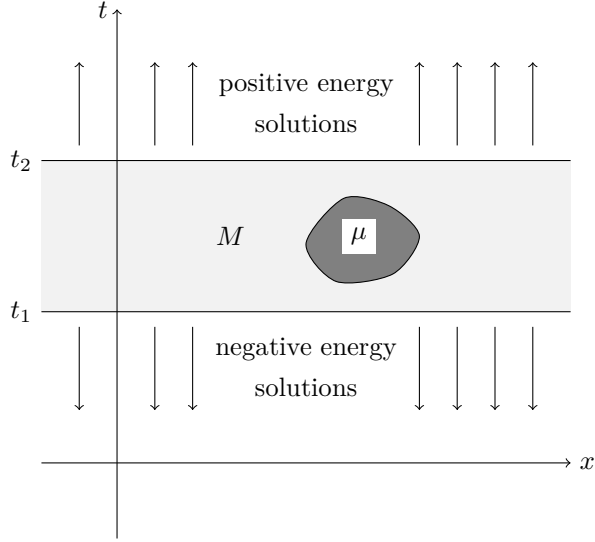 t
positive energy
solutions
t₂
M
μ
t₁
negative energy
solutions
x